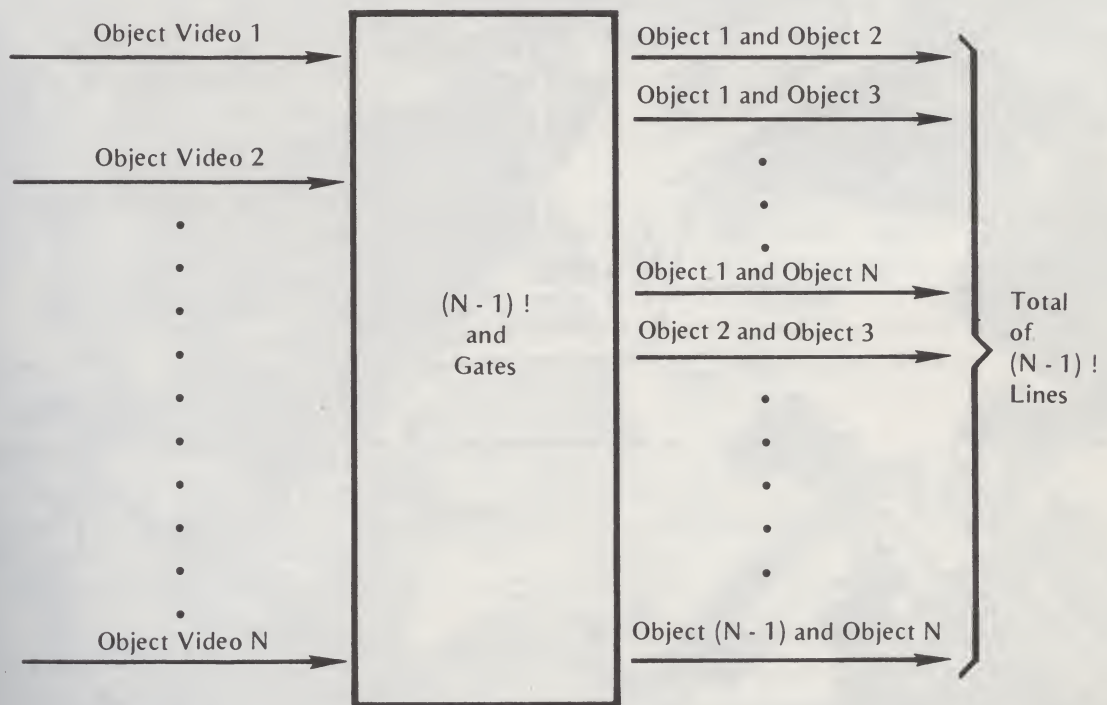 Object Video 1
Object Video 2
Object Video N
(N - 1) !
and
Gates
Object 1 and Object 2
Object 1 and Object 3
Object 1 and Object N
Object 2 and Object 3
Object (N - 1) and Object N
Total
of
(N - 1) !
Lines